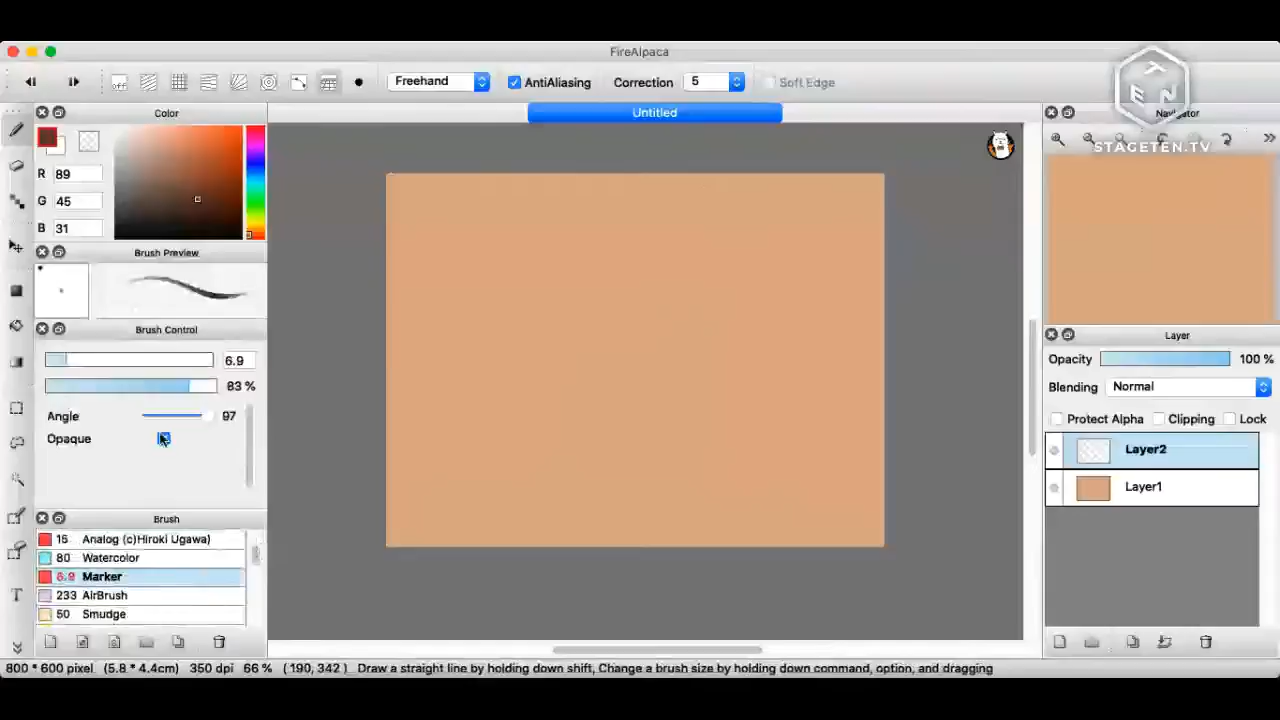 FireAlpaca
Freehand
AntiAliasing
Correction
5
Soft Edge
TEN
STAGETEN.TV
Color
Untitled
Navigator
R 89
G 45
B 31
Brush Preview
Brush Control
6.9
83 %
Angle
97
Opaque
Layer
Opacity
100 %
Blending
Normal
Protect Alpha
Clipping
Lock
Layer2
Layer1
Brush
15 Analog (c)Hiroki Ugawa)
80 Watercolor
6.9 Marker
233 AirBrush
50 Smudge
T
800 * 600 pixel (5.8 * 4.4cm) 350 dpi 66 % (190, 342) Draw a straight line by holding down shift, Change a brush size by holding down command, option, and dragging